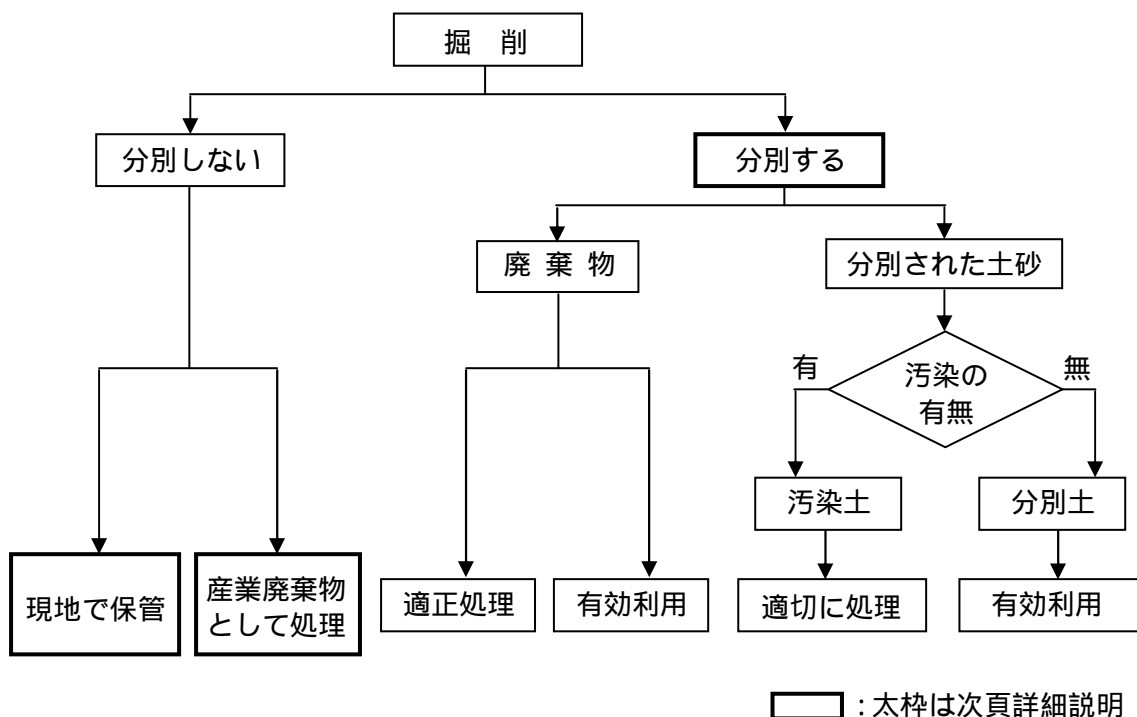 掘　削
分別しない
分別する
廃 棄 物
分別された土砂
有
汚染の
有無
無
汚染土
分別土
現地で保管
産業廃棄物
として処理
適正処理
有効利用
適切に処理
有効利用
：太枠は次頁詳細説明